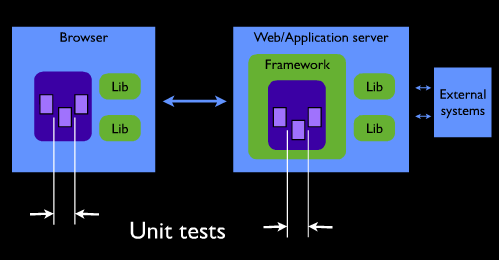 Browser
Lib
Lib
Web/Application server
Framework
Lib
Lib
External
systems
Unit tests